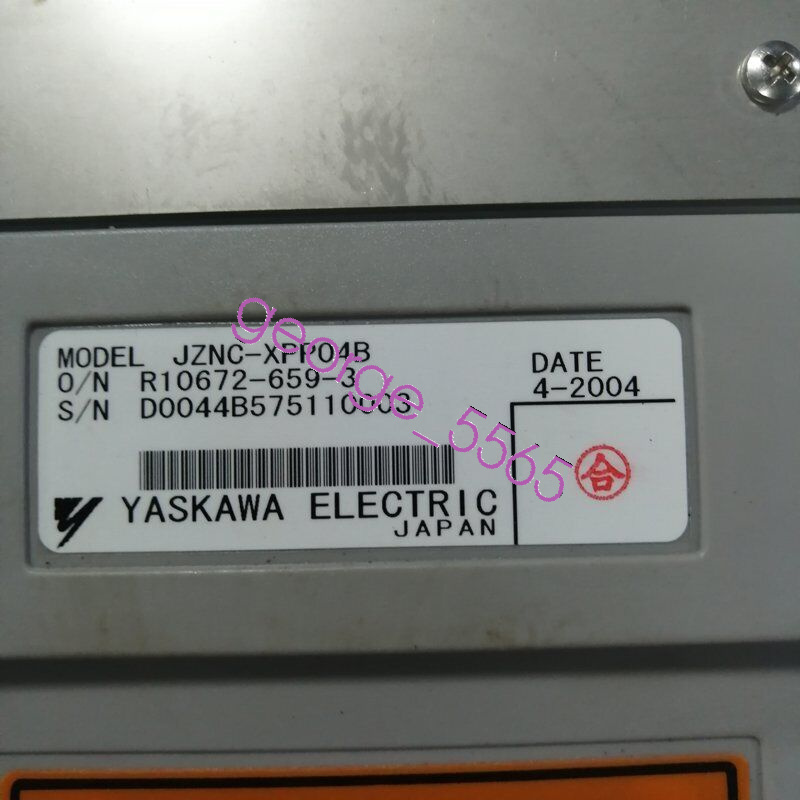 MODEL JZNC-XPP04B
O/N R10672-659-3
S/N D0044B575110003
DATE
4-2004
合
YASKAWA ELECTRIC
JAPAN
george_5565